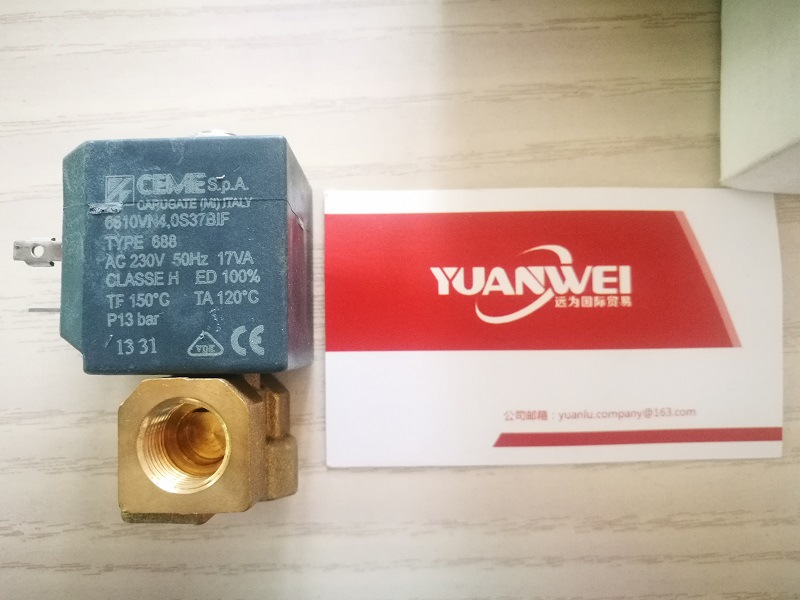 CEME S.p.A.
CARUGATE (MI) ITALY
6610VN4,0S37BIF
TYPE 688
AC 230V 50Hz 17VA
CLASSE H ED 100%
TF 150°C TA 120°C
P13 bar
13 31
VDE CE
YUANWEI
远为国际贸易
公司邮箱：yuanlu.company@163.com